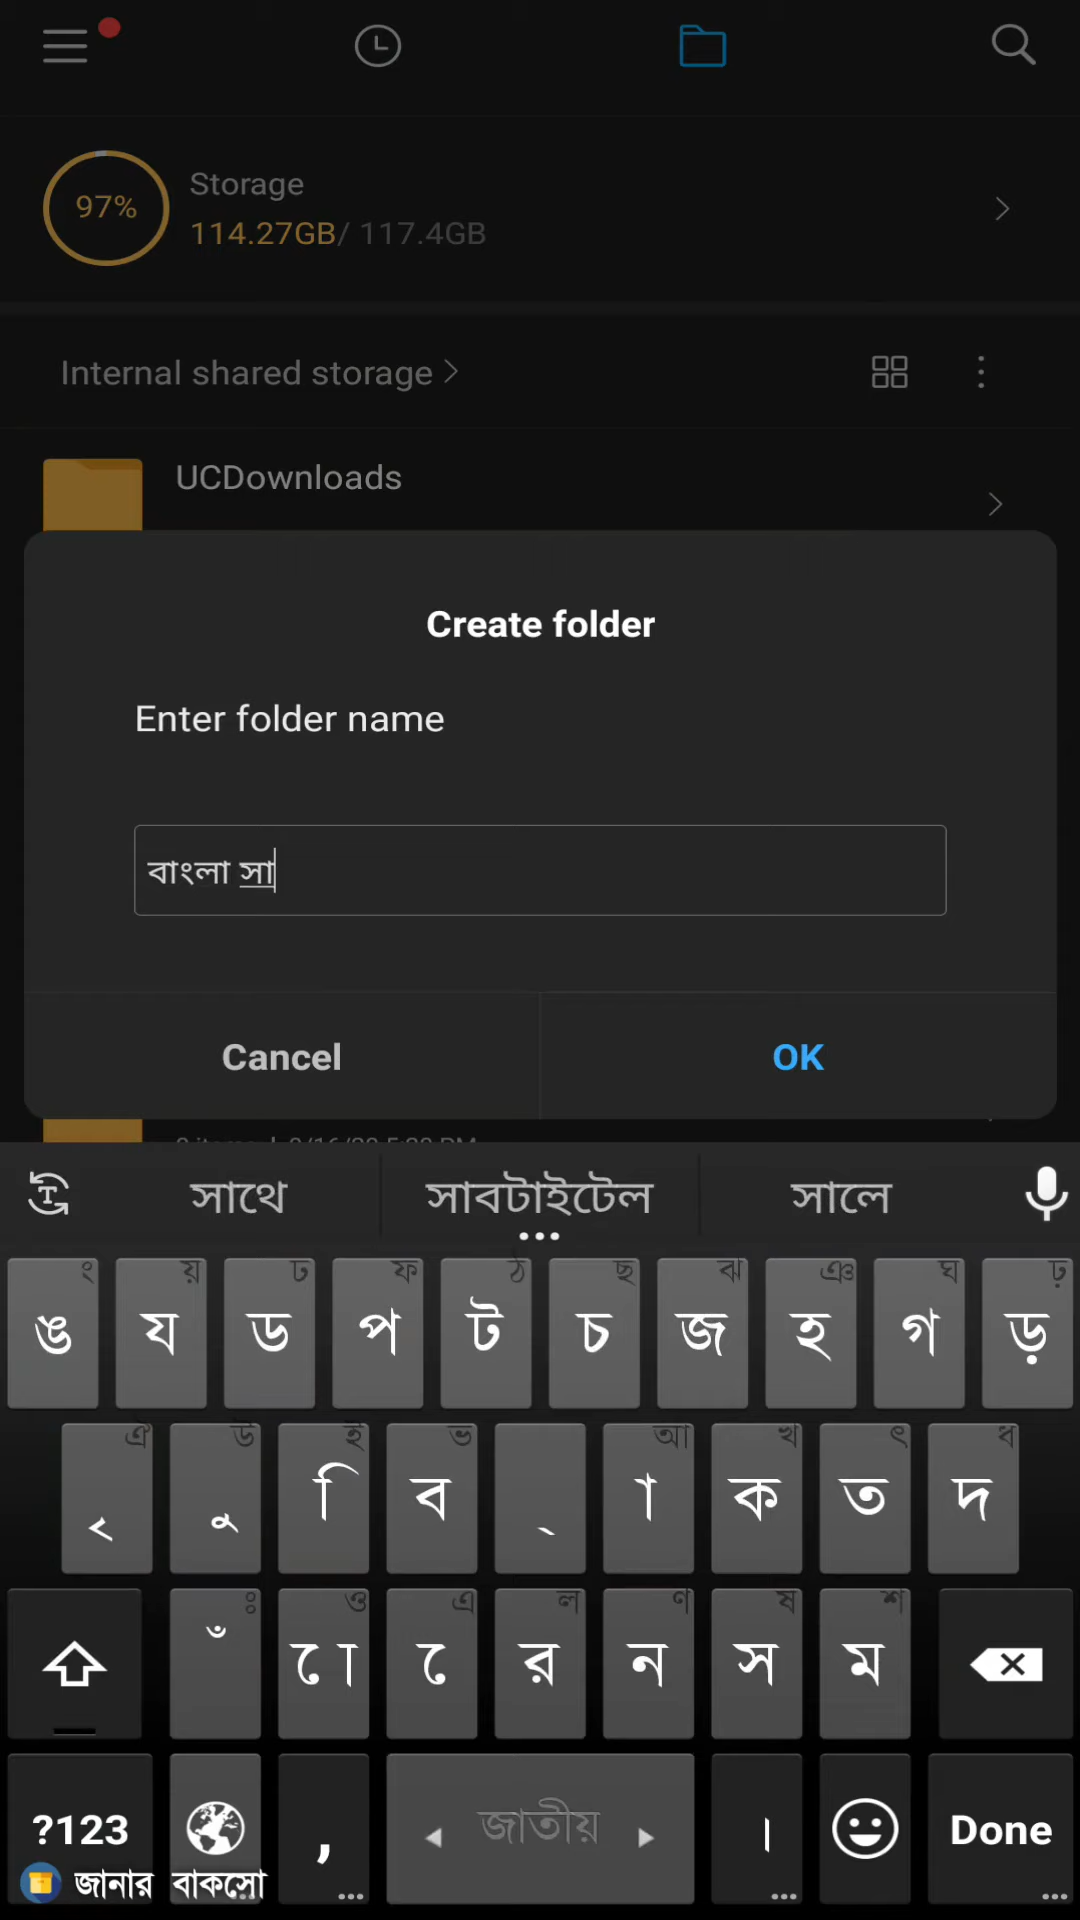 97%
Storage
114.27GB/ 117.4GB
Internal shared storage
UCDownloads
Create folder
Enter folder name
বাংলা সা
Cancel OK
সাথে সাবটাইটেল সালে
ং য় ঢ ফ ঠ ছ ঝ ঞ ঘ ঢ়
ঙ য ড প ট চ জ হ গ ড়
ঐ উ ই ভ আ খ ৎ ধ
ৃ ু ি ব ্ া ক ত দ
ঃ ও এ ল ণ ষ শ
ঁ ো ে র ন স ম
?123 , জাতীয় । Done
জানার বাকসো